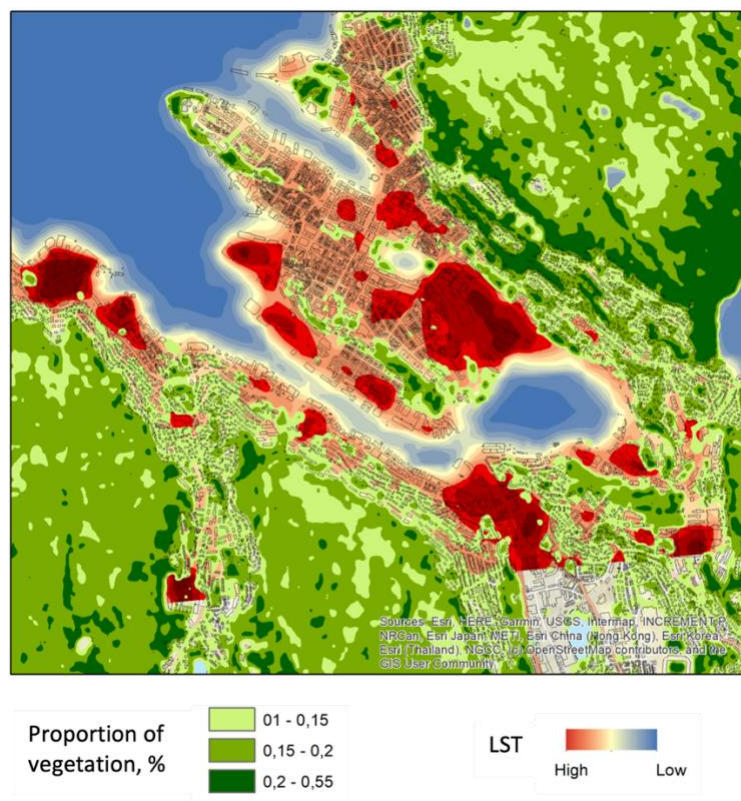 Sources: Esri, HERE, Garmin, USGS, Intermap, INCREMENT P,
NRCan, Esri Japan, METI, Esri China (Hong Kong), Esri Korea,
Esri (Thailand), NGCC, (c) OpenStreetMap contributors, and the
GIS User Community
Proportion of
vegetation, %
01 - 0,15
0,15 - 0,2
0,2 - 0,55
LST
High Low